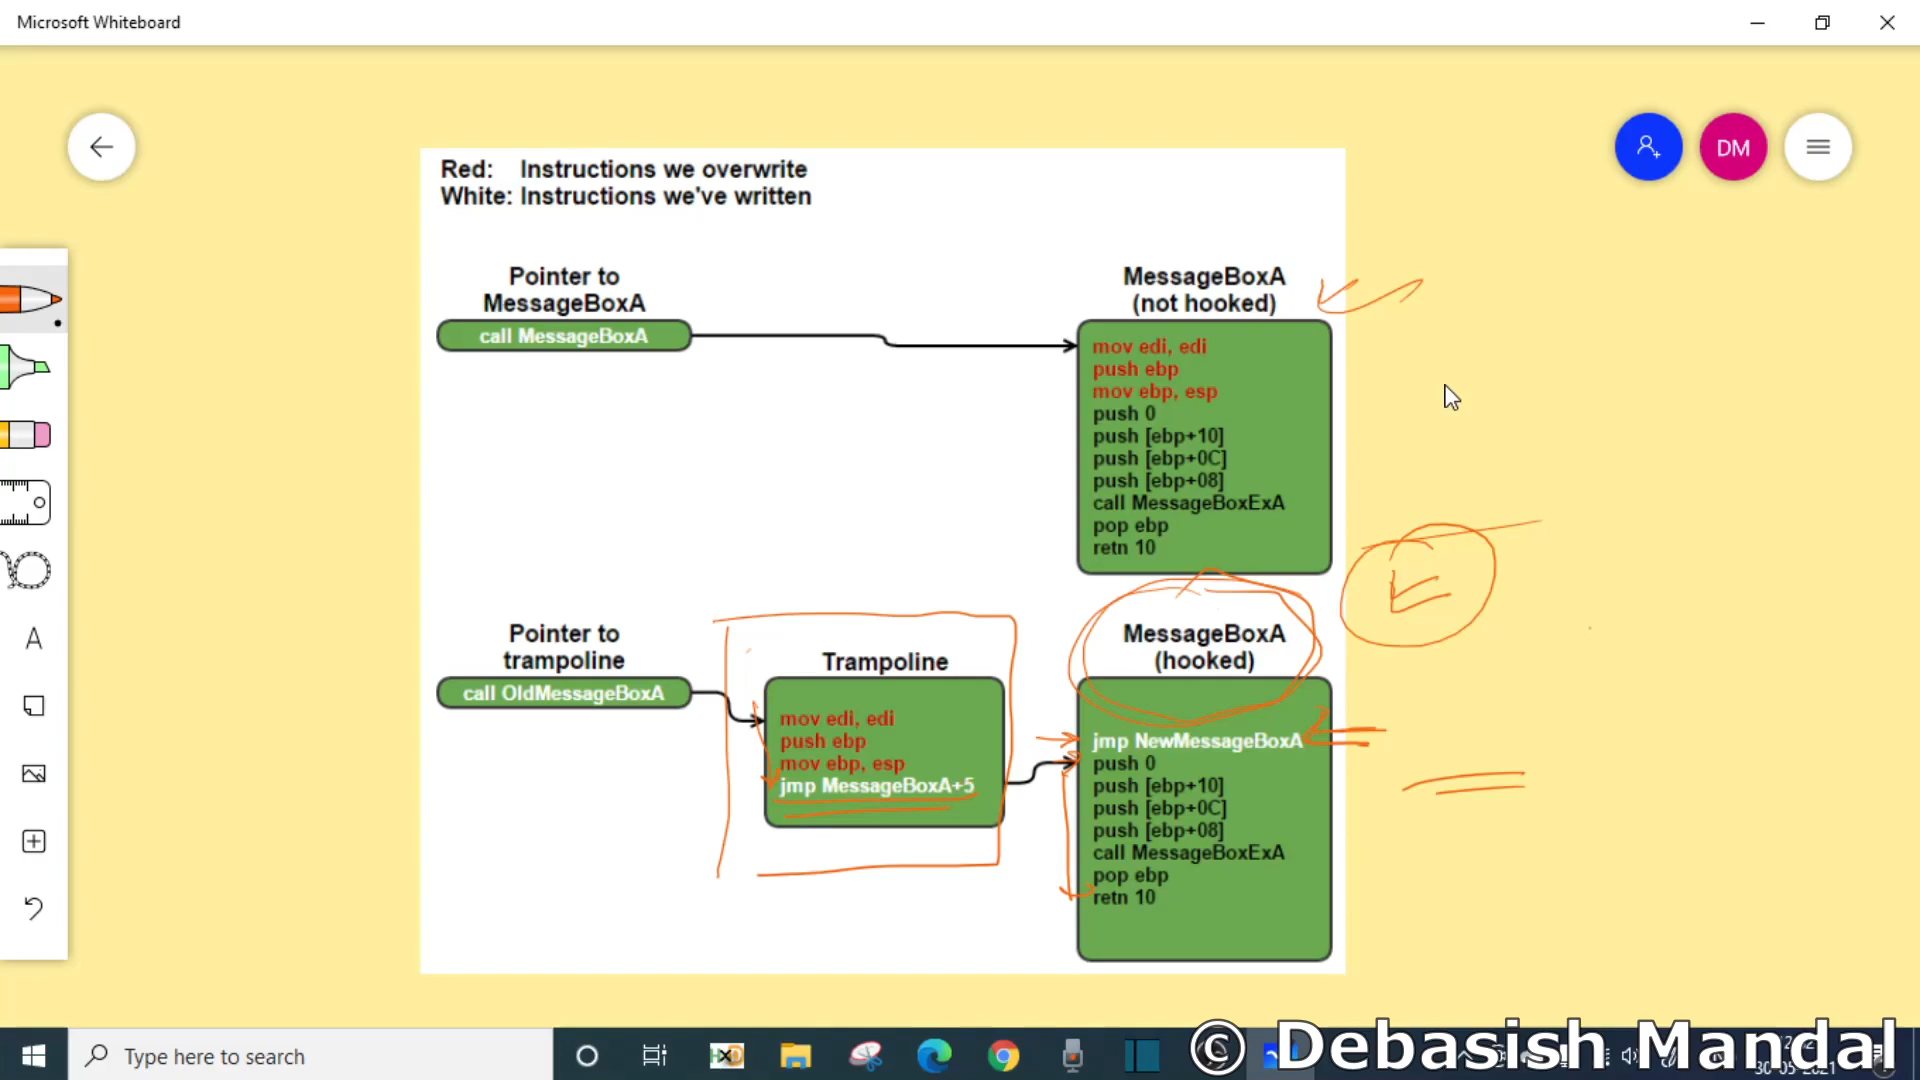 Microsoft Whiteboard
DM
Red: Instructions we overwrite
White: Instructions we've written
Pointer to
MessageBoxA
call MessageBoxA
MessageBoxA
(not hooked)
mov edi, edi
push ebp
mov ebp, esp
push 0
push [ebp+10]
push [ebp+0C]
push [ebp+08]
call MessageBoxExA
pop ebp
retn 10
Pointer to
trampoline
call OldMessageBoxA
Trampoline
mov edi, edi
push ebp
mov ebp, esp
jmp MessageBoxA+5
MessageBoxA
(hooked)
jmp NewMessageBoxA
push 0
push [ebp+10]
push [ebp+0C]
push [ebp+08]
call MessageBoxExA
pop ebp
retn 10
A
Type here to search
© Debasish Mandal
30-05-2021